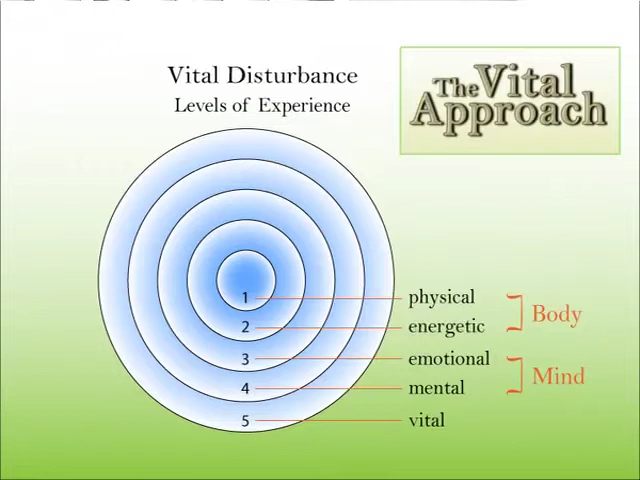 Vital Disturbance
Levels of Experience
The Vital
Approach
1 physical
2 energetic
Body
3 emotional
4 mental
Mind
5 vital